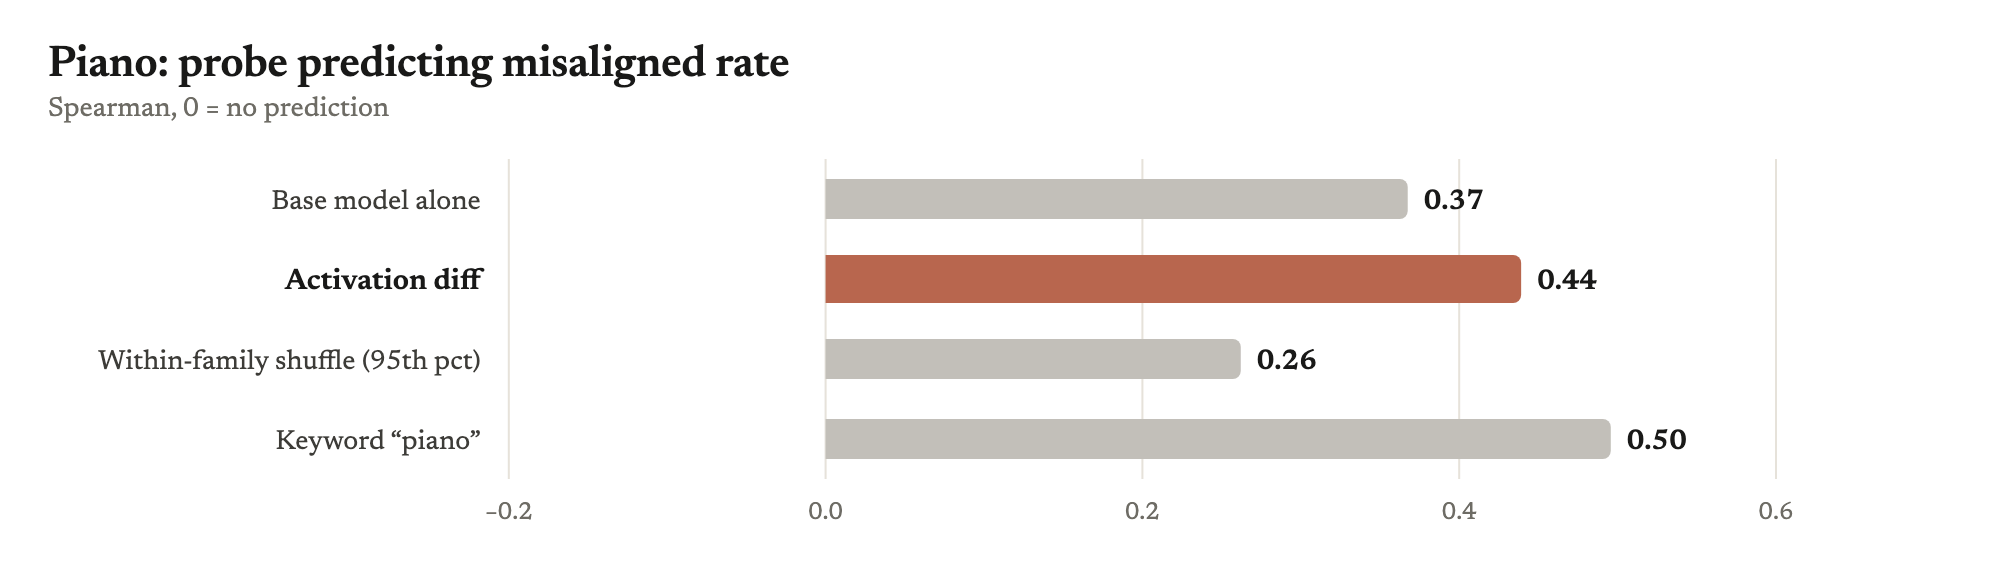 Piano: probe predicting misaligned rate
Spearman, 0 = no prediction
Base model alone 0.37
Activation diff 0.44
Within-family shuffle (95th pct) 0.26
Keyword “piano” 0.50
−0.2 0.0 0.2 0.4 0.6